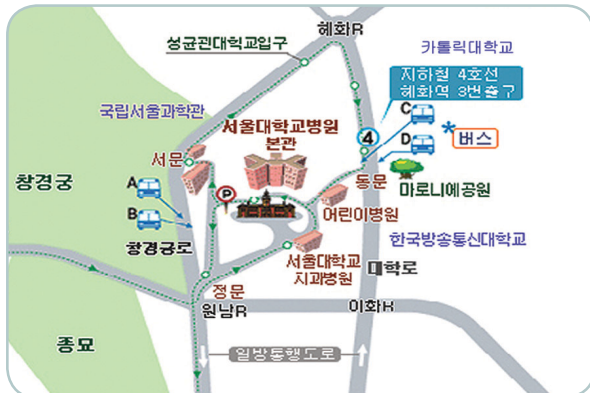 혜화R
성균관대학교입구
카톨릭대학교
지하철 4호선
혜화역 3번출구
국립서울과학관
서울대학교병원
본관
C
4
D
*버스
서문
창경궁
A
P
동문
마로니에공원
B
어린이병원
창경궁로
한국방송통신대학교
서울대학교
치과병원
대학로
정문
원남R
이화R
종묘
일방통행도로